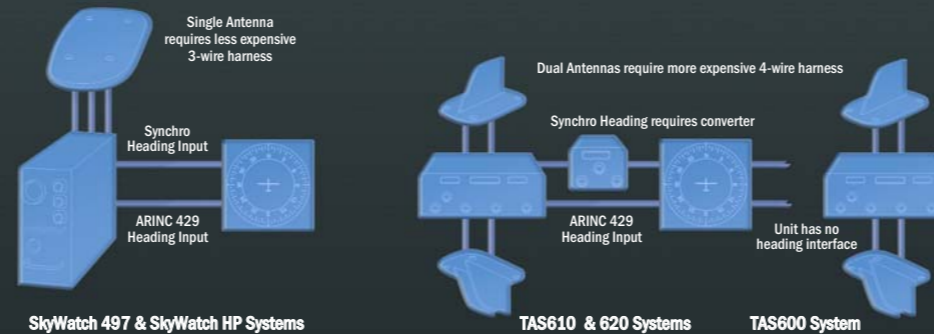 Single Antenna
requires less expensive
3-wire harness
Synchro
Heading Input
ARINC 429
Heading Input
SkyWatch 497 & SkyWatch HP Systems
Dual Antennas require more expensive 4-wire harness
Synchro Heading requires converter
ARINC 429
Heading Input
Unit has no
heading interface
TAS610 & 620 Systems
TAS600 System